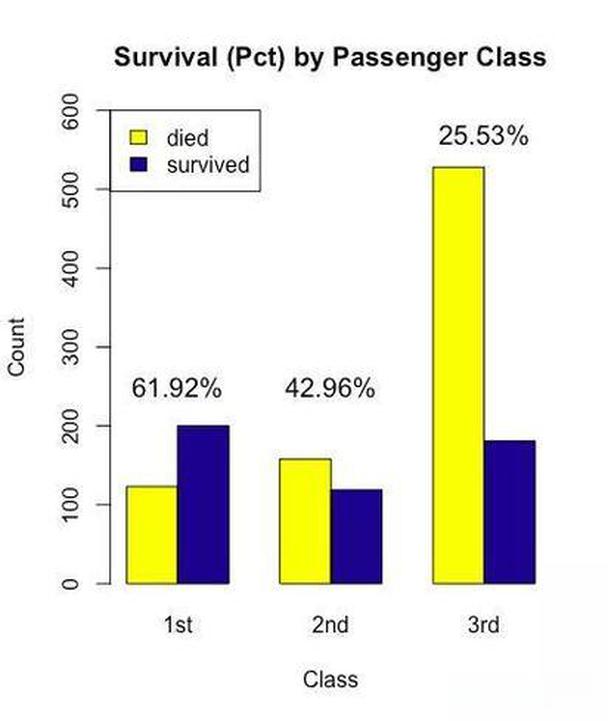 Survival (Pct) by Passenger Class
600
500
400
300
200
100
0
Count
died
survived
61.92%
42.96%
25.53%
1st
2nd
3rd
Class